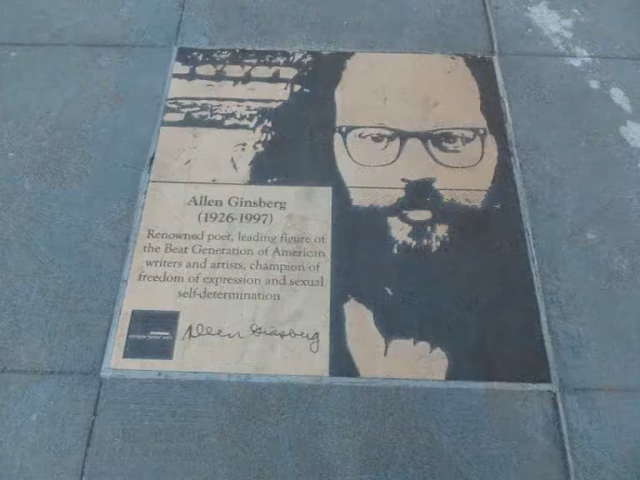 Allen Ginsberg
(1926-1997)
Renowned poet, leading figure of
the Beat Generation of American
writers and artists, champion of
freedom of expression and sexual
self-determination
Allen Ginsberg